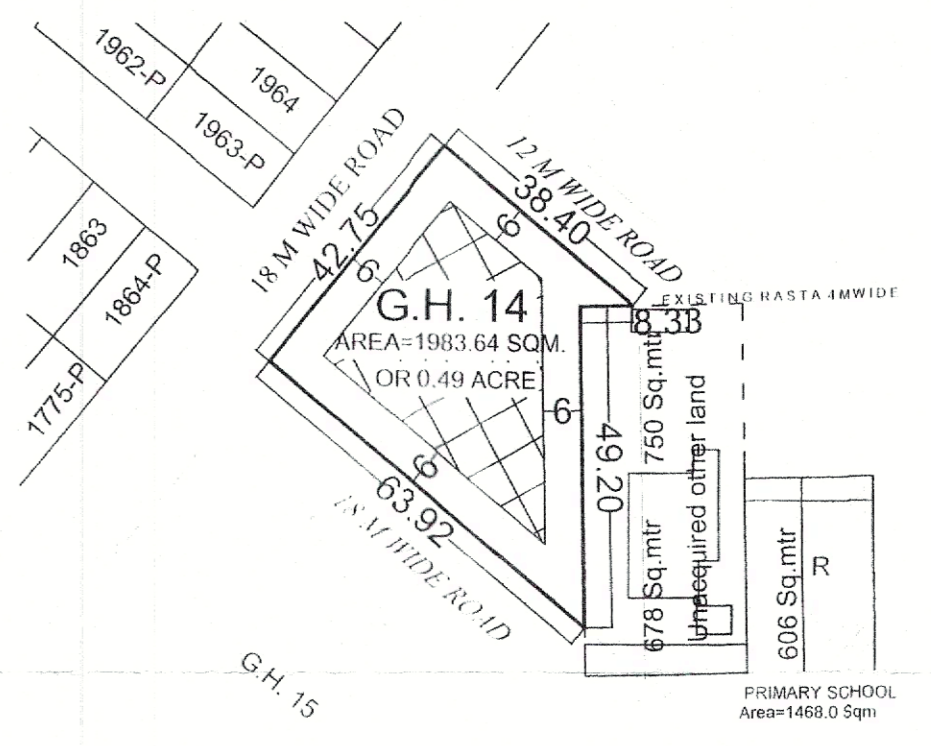 1962-P
1964
1963-P
1863
1864-P
1775-P
18 M WIDE ROAD
42.75
12 M WIDE ROAD
38.40
6
6
G.H. 14
AREA=1983.64 SQM.
OR 0.49 ACRE
EXISTING RASTA 4MWIDE
8.33
6
49.20
750 Sq.mtr
Unacquired other land
678 Sq.mtr
6
63.92
18 M WIDE ROAD
606 Sq.mtr
R
G.H. 15
PRIMARY SCHOOL
Area=1468.0 Sqm